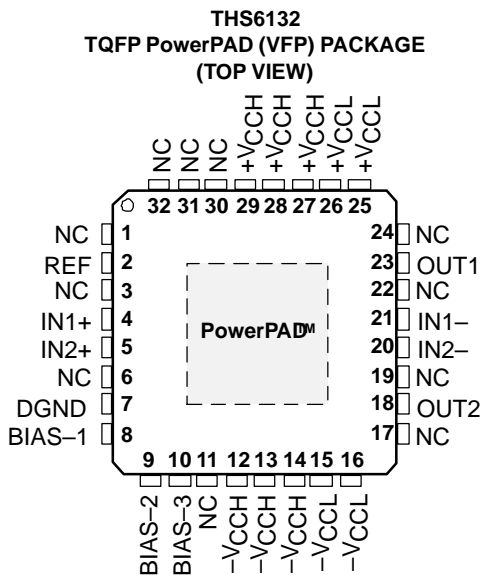 THS6132
TQFP PowerPAD (VFP) PACKAGE
(TOP VIEW)
NC
NC
NC
+VCCH
+VCCH
+VCCH
+VCCL
+VCCL
32 31 30 29 28 27 26 25
NC 1
REF 2
NC 3
IN1+ 4
IN2+ 5
NC 6
DGND 7
BIAS–1 8
PowerPAD™
24 NC
23 OUT1
22 NC
21 IN1–
20 IN2–
19 NC
18 OUT2
17 NC
9 10 11 12 13 14 15 16
BIAS–2
BIAS–3
NC
–VCCH
–VCCH
–VCCH
–VCCL
–VCCL